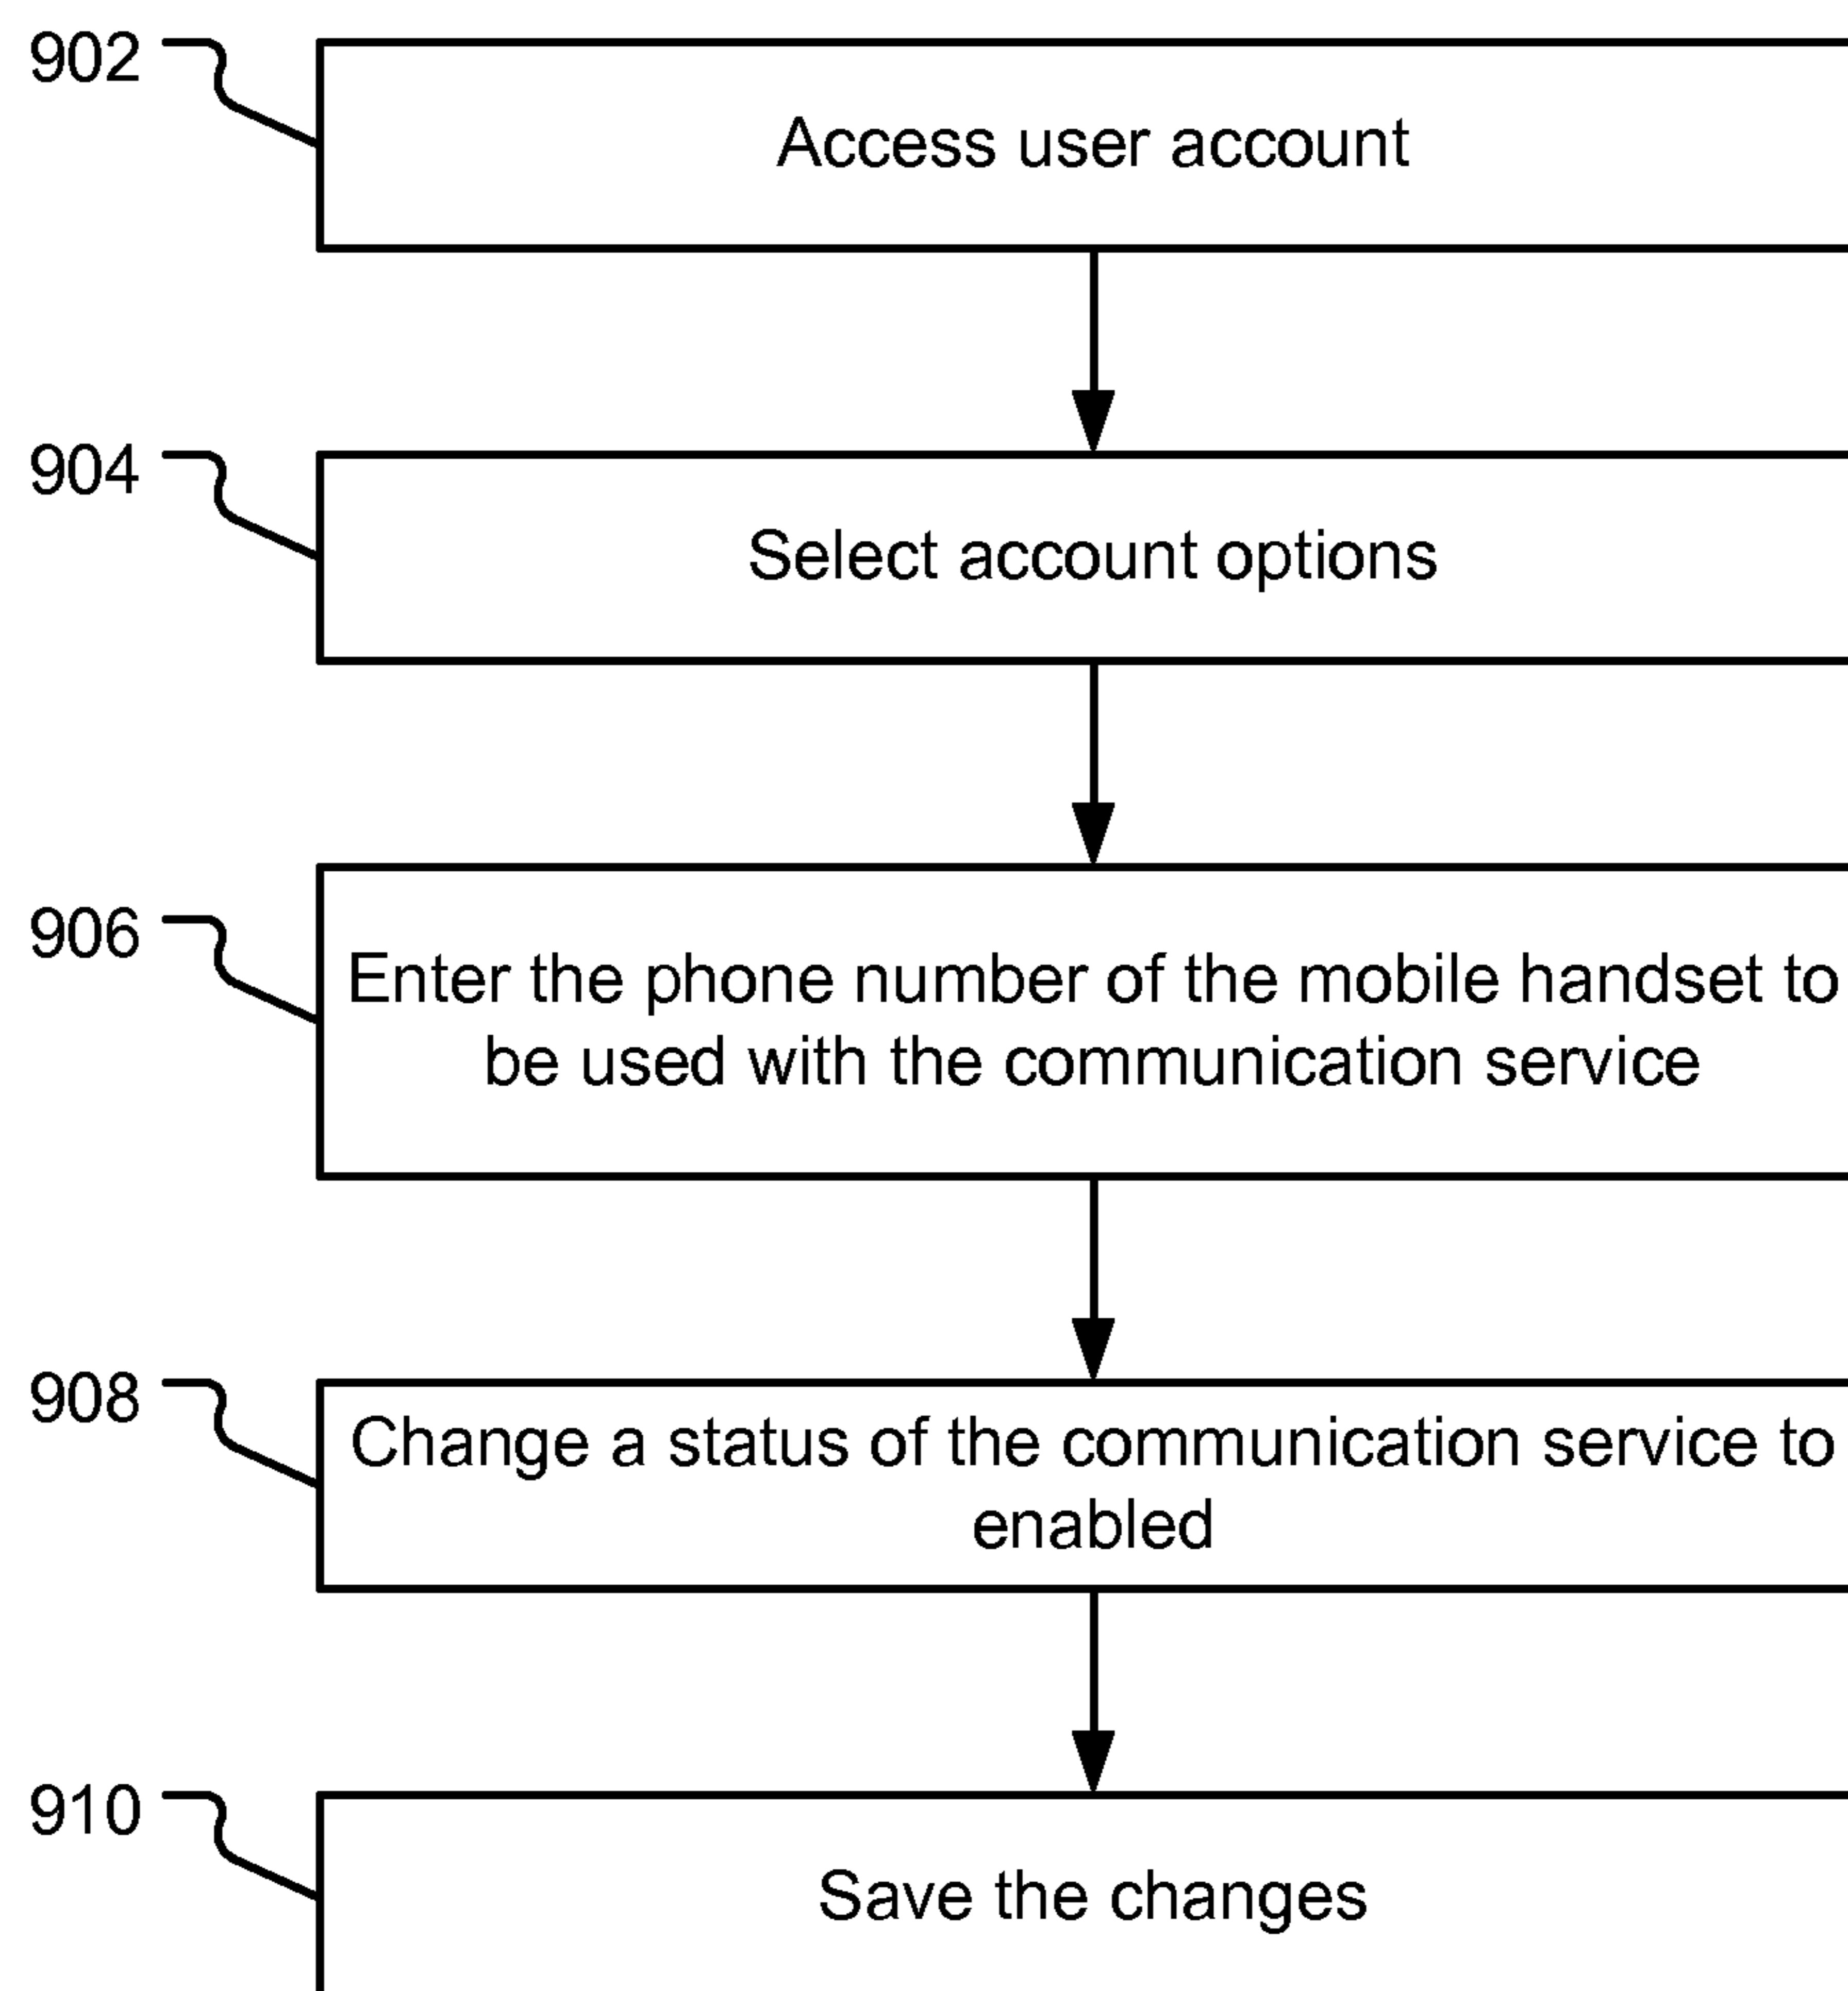 902
Access user account
904
Select account options
906
Enter the phone number of the mobile handset to
be used with the communication service
908
Change a status of the communication service to
enabled
910
Save the changes